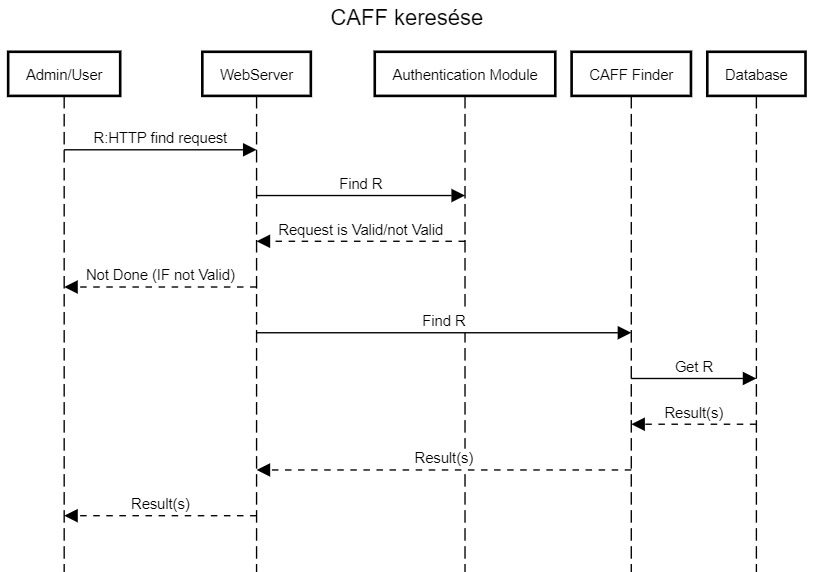 CAFF keresése
Admin/User
WebServer
Authentication Module
CAFF Finder
Database
R:HTTP find request
Find R
Request is Valid/not Valid
Not Done (IF not Valid)
Find R
Get R
Result(s)
Result(s)
Result(s)